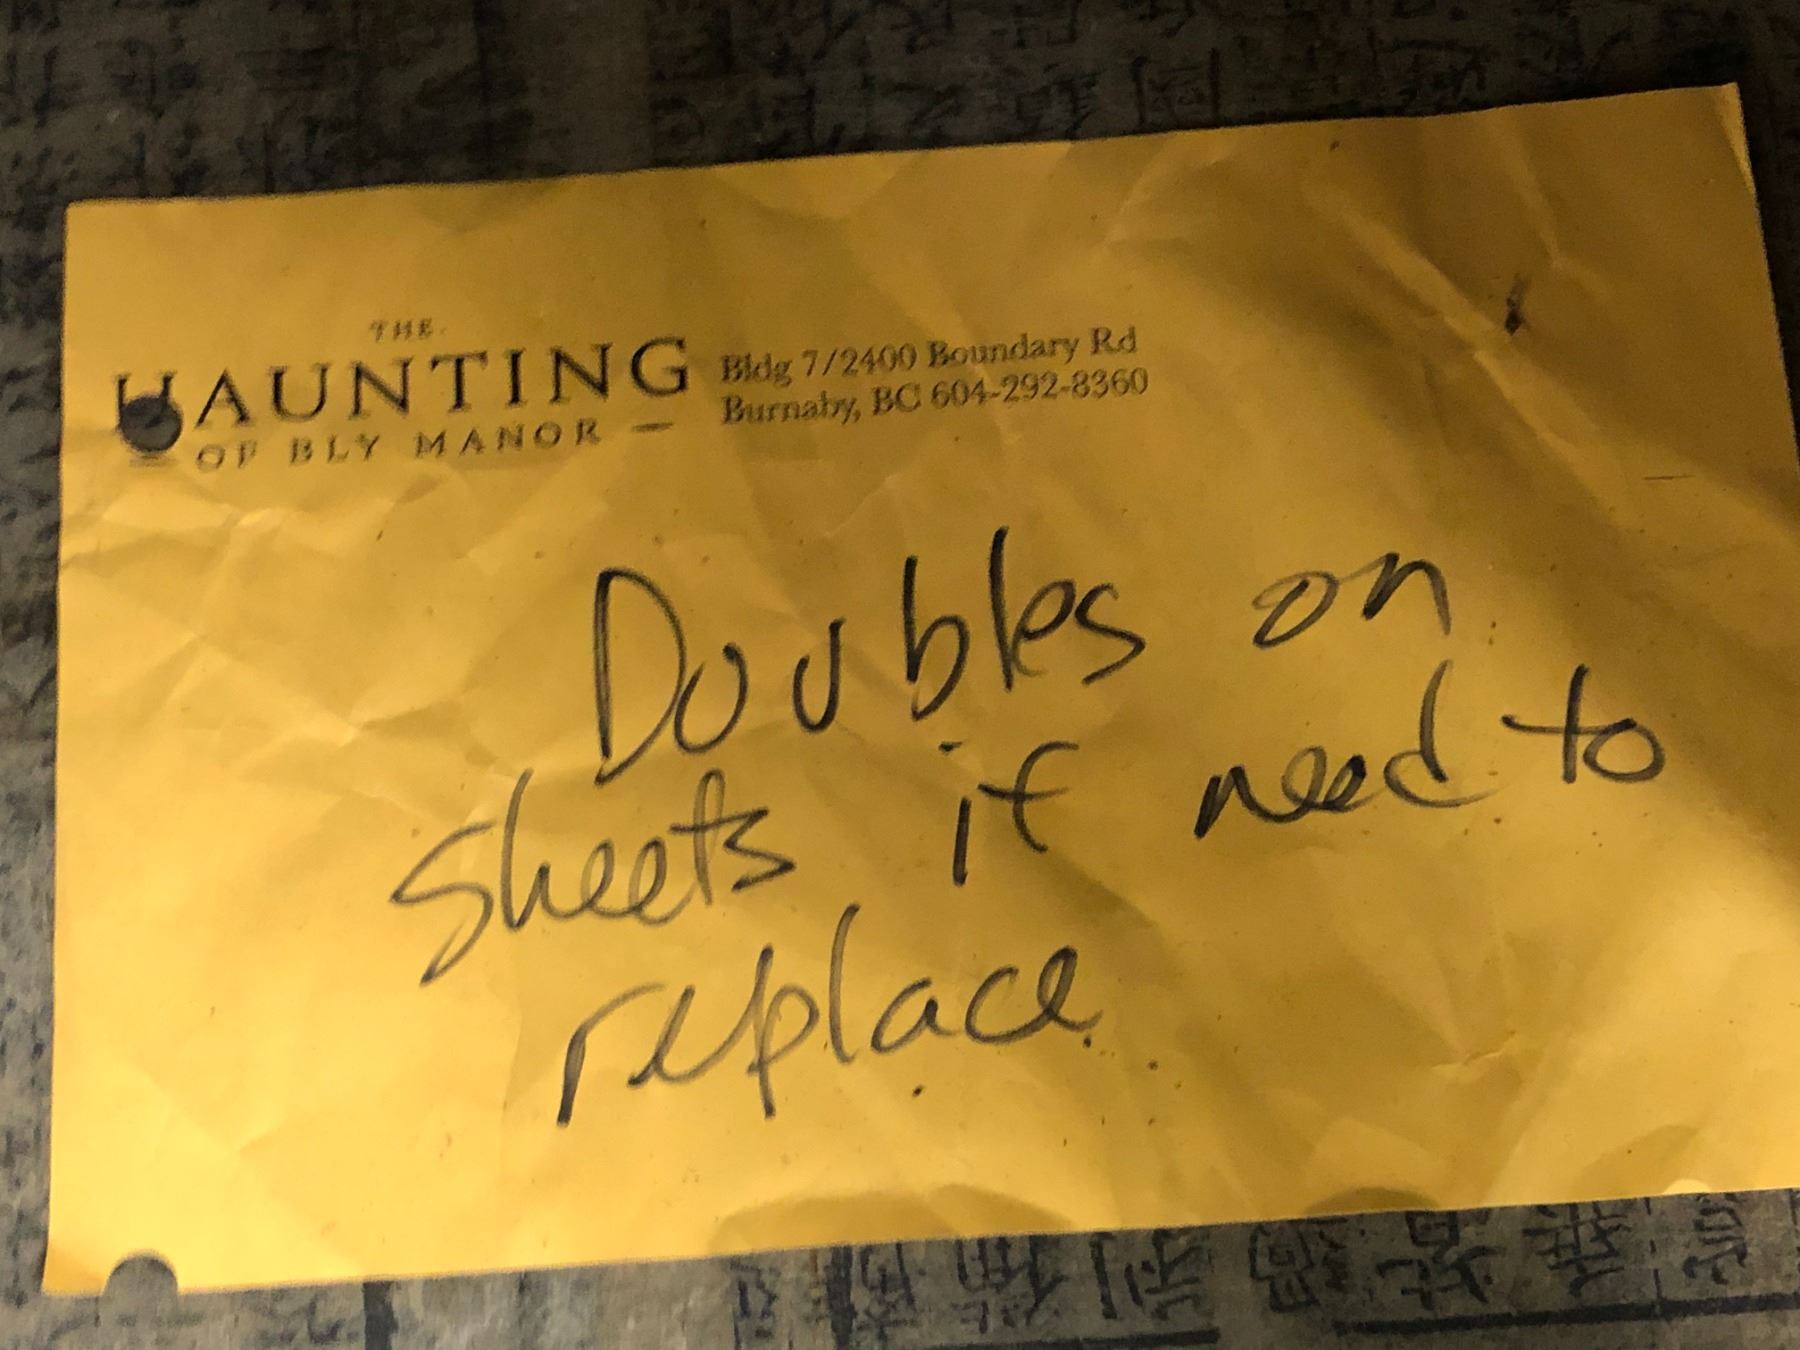 THE
HAUNTING
OF BLY MANOR
Bldg 7/2400 Boundary Rd
Burnaby, BC 604-292-8360
Doubles on
sheets if need to
replace